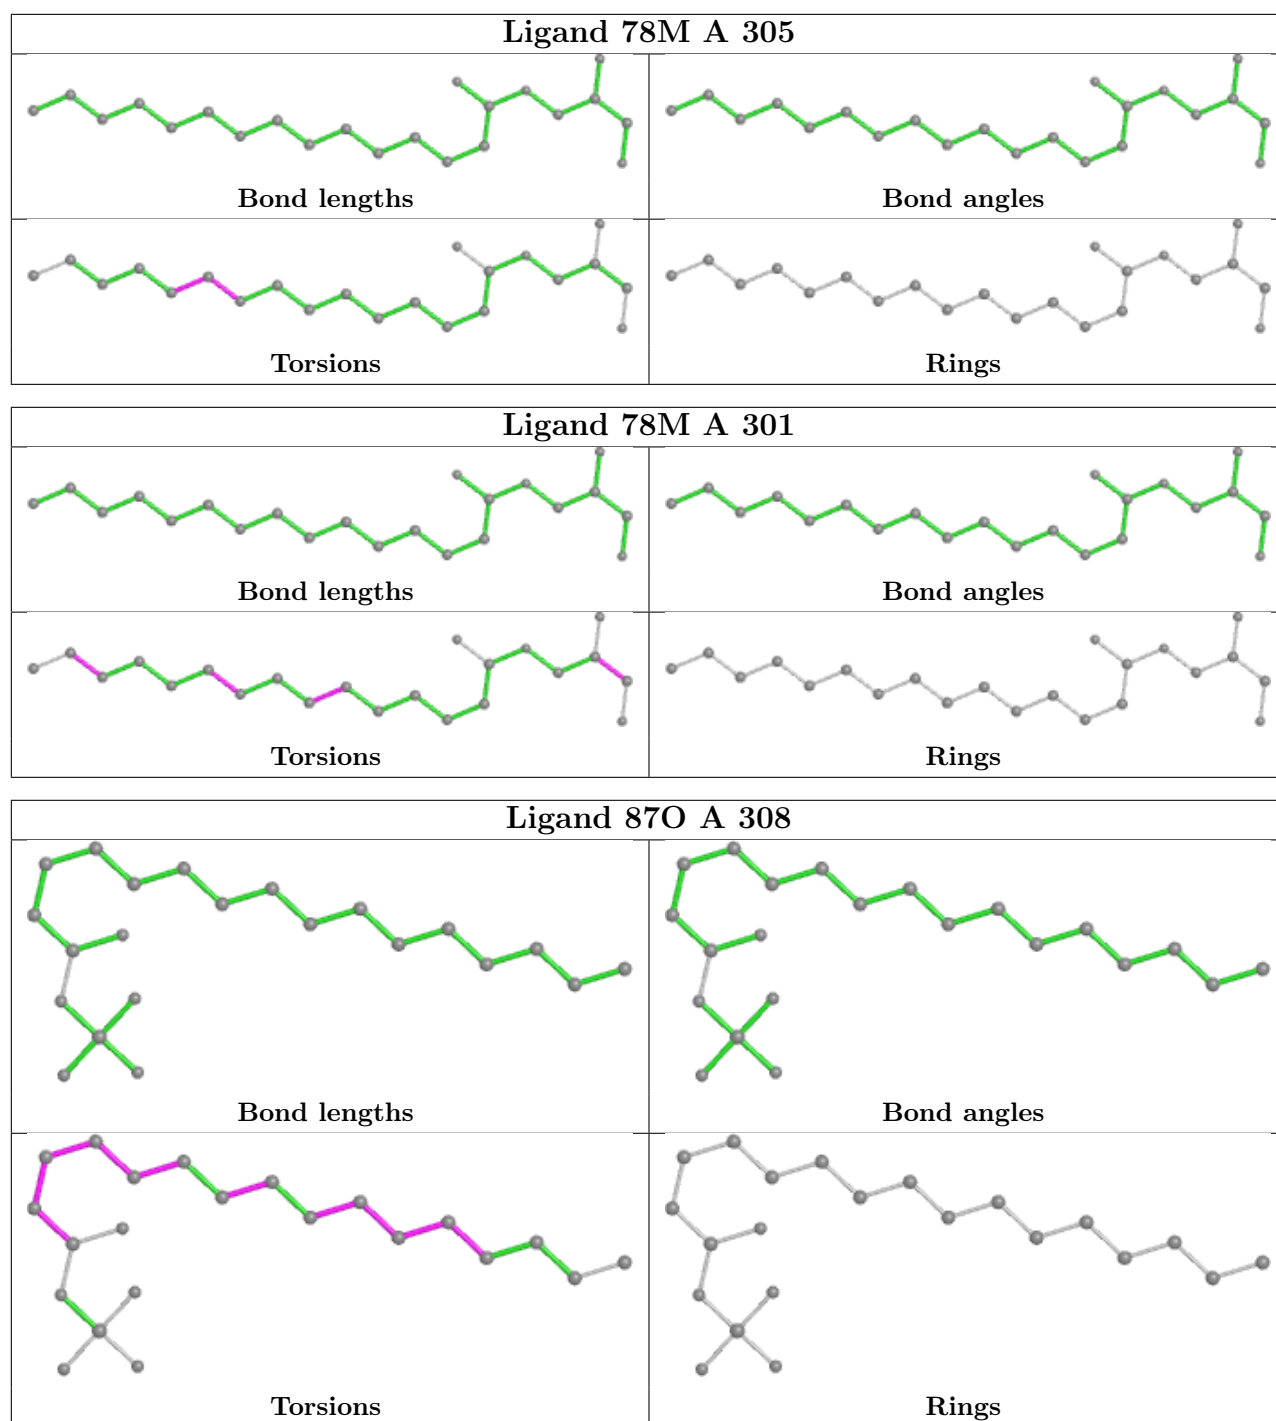 Ligand 78M A 305
Bond lengths
Bond angles
Torsions
Rings
Ligand 78M A 301
Bond lengths
Bond angles
Torsions
Rings
Ligand 87O A 308
Bond lengths
Bond angles
Torsions
Rings